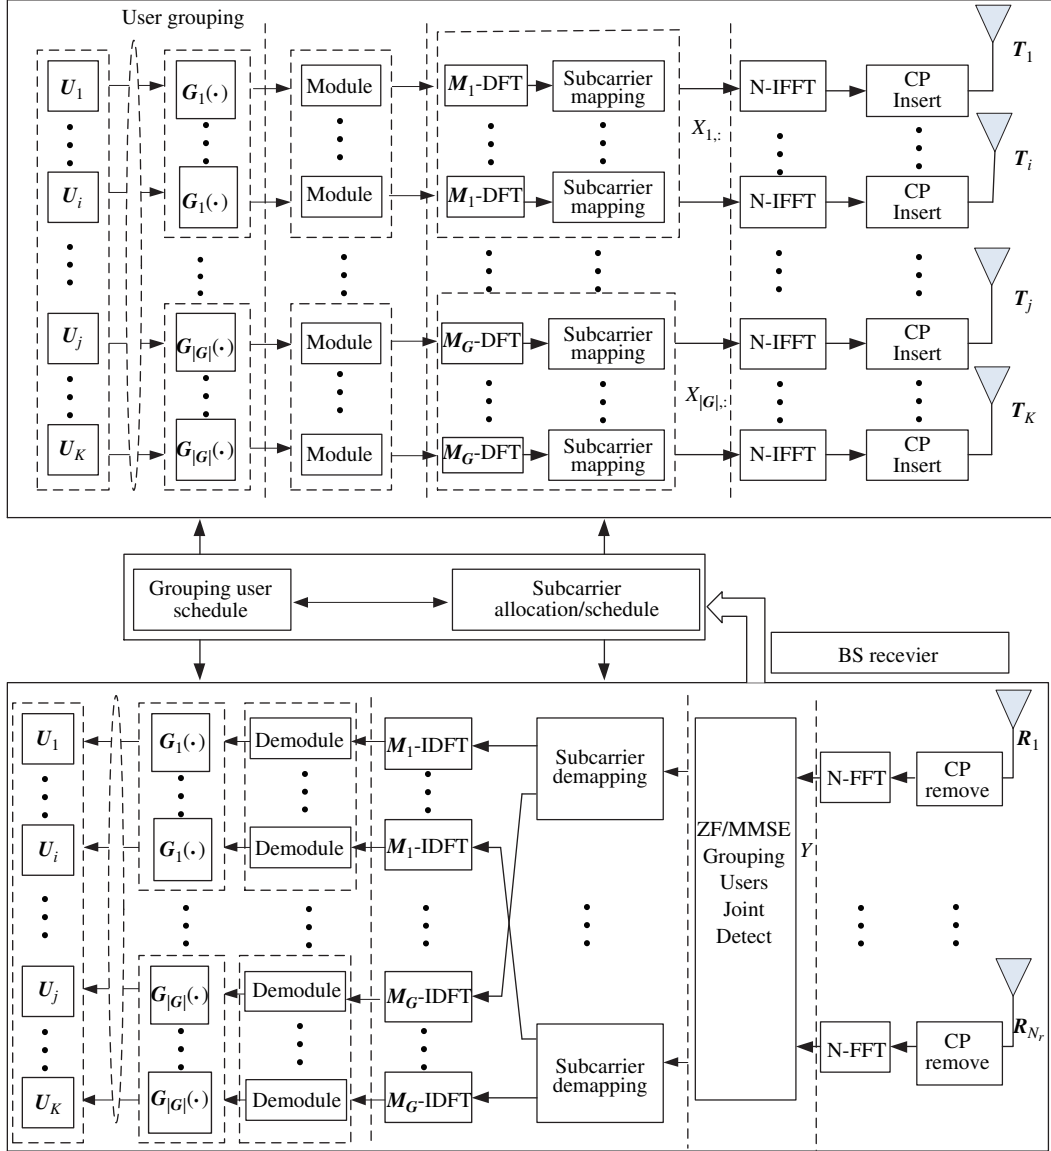 User grouping
U1
G1(·)
Module
M1-DFT
Subcarrier
mapping
N-IFFT
CP
Insert
T1
X1,:
Ui
G1(·)
Module
M1-DFT
Subcarrier
mapping
N-IFFT
CP
Insert
Ti
Uj
G|G|(·)
Module
MG-DFT
Subcarrier
mapping
N-IFFT
CP
Insert
Tj
X|G|,:
UK
G|G|(·)
Module
MG-DFT
Subcarrier
mapping
N-IFFT
CP
Insert
TK
Grouping user
schedule
Subcarrier
allocation/schedule
BS recevier
U1
G1(·)
Demodule
M1-IDFT
Subcarrier
demapping
N-FFT
CP
remove
R1
Ui
G1(·)
Demodule
M1-IDFT
ZF/MMSE
Grouping
Users
Joint
Detect
Y
Uj
G|G|(·)
Demodule
MG-IDFT
Subcarrier
demapping
N-FFT
CP
remove
RNr
UK
G|G|(·)
Demodule
MG-IDFT